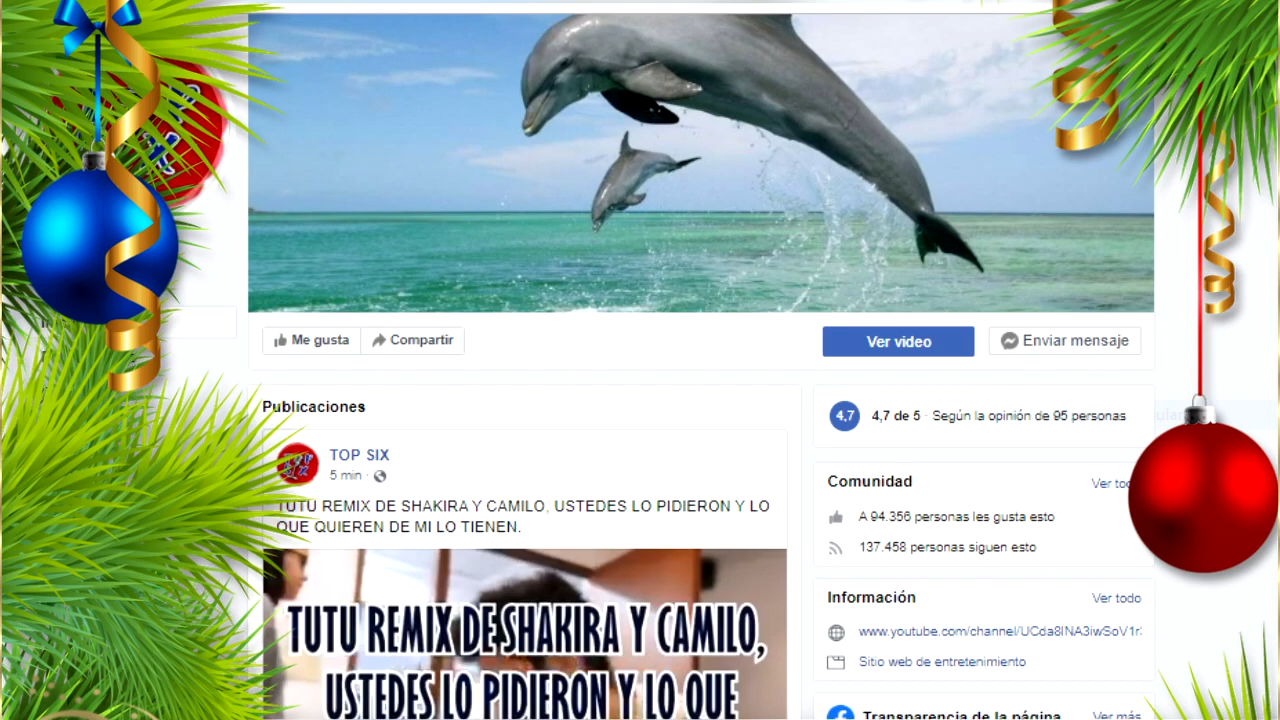 Me gusta
Compartir
Ver video
Enviar mensaje
Publicaciones
TOP SIX
5 min ·
TUTU REMIX DE SHAKIRA Y CAMILO, USTEDES LO PIDIERON Y LO
QUE QUIEREN DE MI LO TIENEN.
TUTU REMIX DE SHAKIRA Y CAMILO,
USTEDES LO PIDIERON Y LO QUE
4,7
4,7 de 5 · Según la opinión de 95 personas
Comunidad
Ver
A 94.356 personas les gusta esto
137.458 personas siguen esto
Información
Ver todo
www.youtube.com/channel/UCda8lNA3iwSoV1r
Sitio web de entretenimiento
Transparencia de la página
Ver más